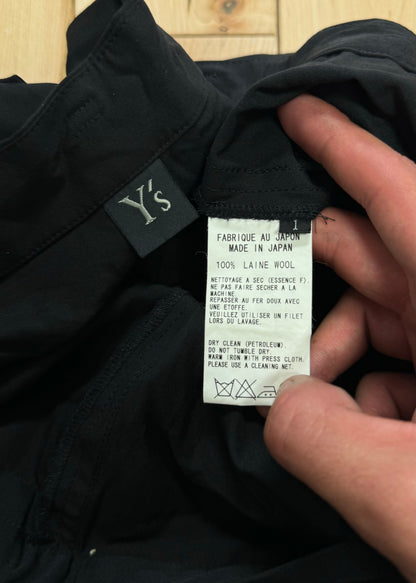 Y's
1
FABRIQUE AU JAPON
MADE IN JAPAN
100% LAINE WOOL
NETTOYAGE A SEC (ESSENCE F)
NE PAS FAIRE SECHER A LA
MACHINE.
REPASSER AU FER DOUX AVEC
UNE ETOFFE.
VEUILLEZ UTILISER UN FILET
LORS DU LAVAGE.
DRY CLEAN (PETROLEUM).
DO NOT TUMBLE DRY.
WARM IRON WITH PRESS CLOTH.
PLEASE USE A CLEANING NET.